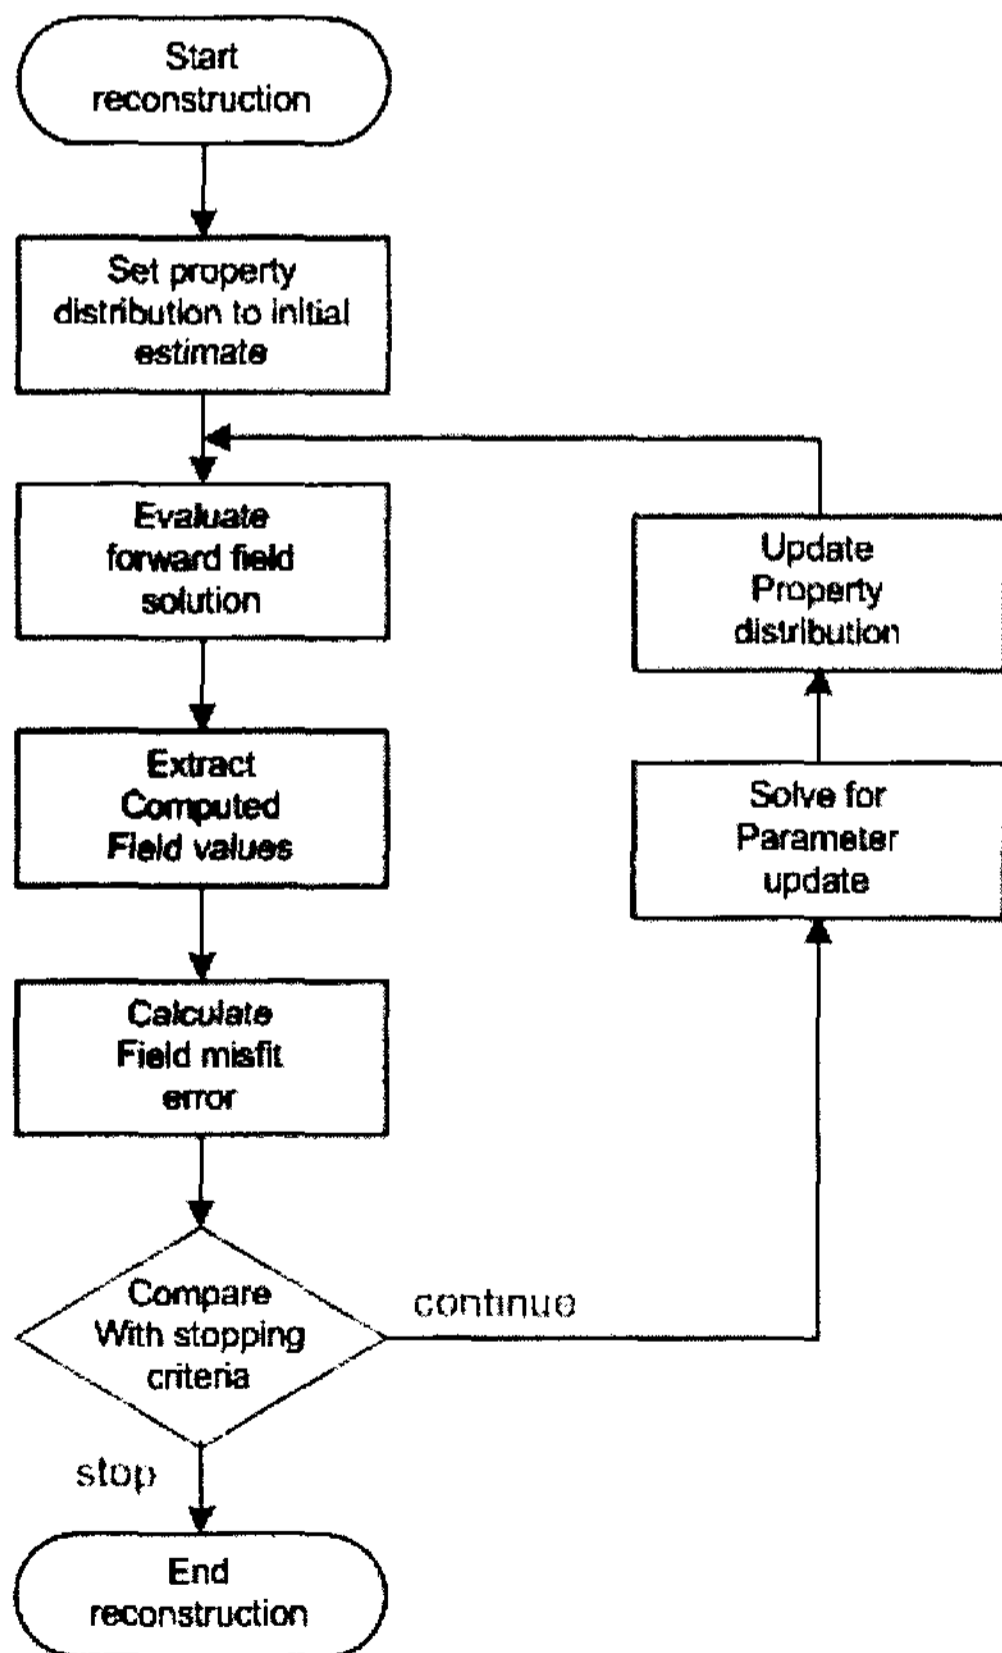 Start
reconstruction
Set property
distribution to initial
estimate
Evaluate
forward field
solution
Extract
Computed
Field values
Calculate
Field misfit
error
Compare
With stopping
criteria
continue
stop
End
reconstruction
Solve for
Parameter
update
Update
Property
distribution